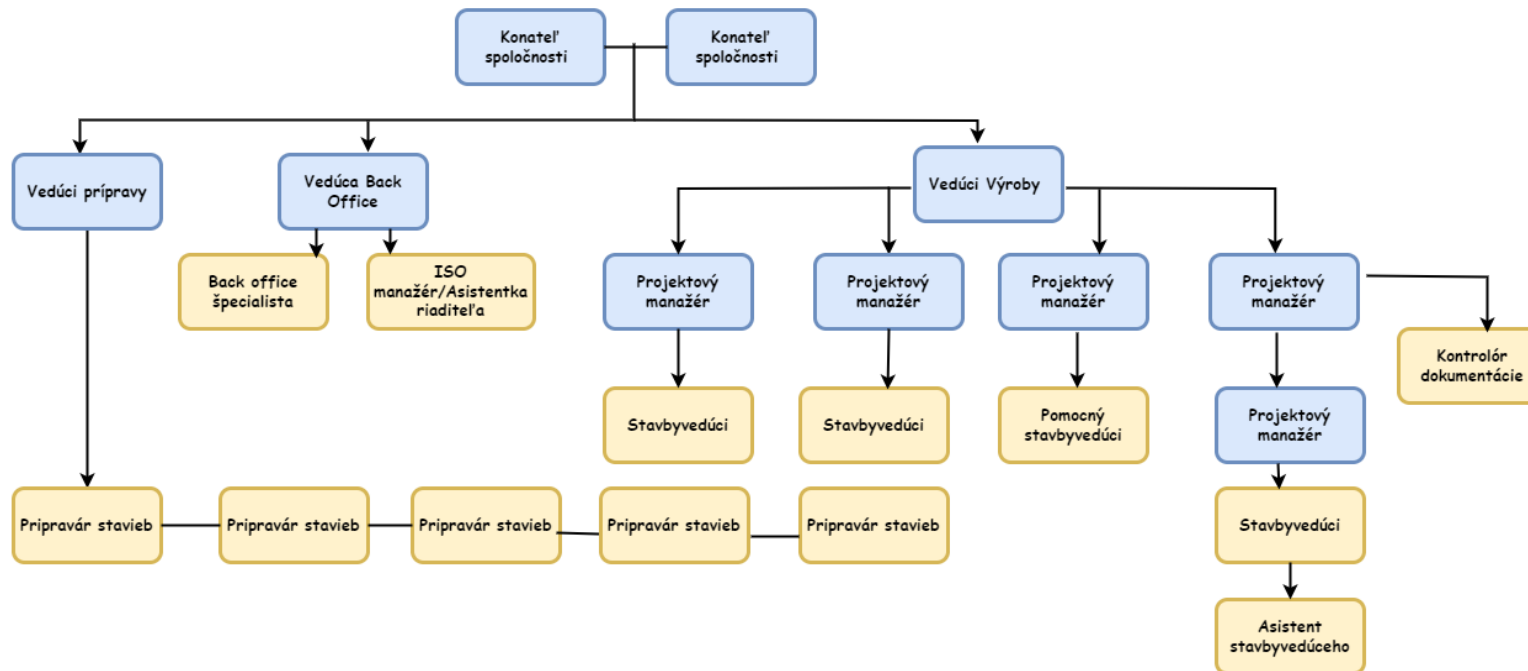 Konateľ
spoločnosti
Konateľ
spoločnosti
Vedúci prípravy
Vedúca Back
Office
Vedúci Výroby
Back office
špecialista
ISO
manažér/Asistentka
riaditeľa
Projektový
manažér
Projektový
manažér
Projektový
manažér
Projektový
manažér
Kontrolór
dokumentácie
Stavbyvedúci
Stavbyvedúci
Pomocný
stavbyvedúci
Projektový
manažér
Pripravár stavieb
Pripravár stavieb
Pripravár stavieb
Pripravár stavieb
Pripravár stavieb
Stavbyvedúci
Asistent
stavbyvedúceho